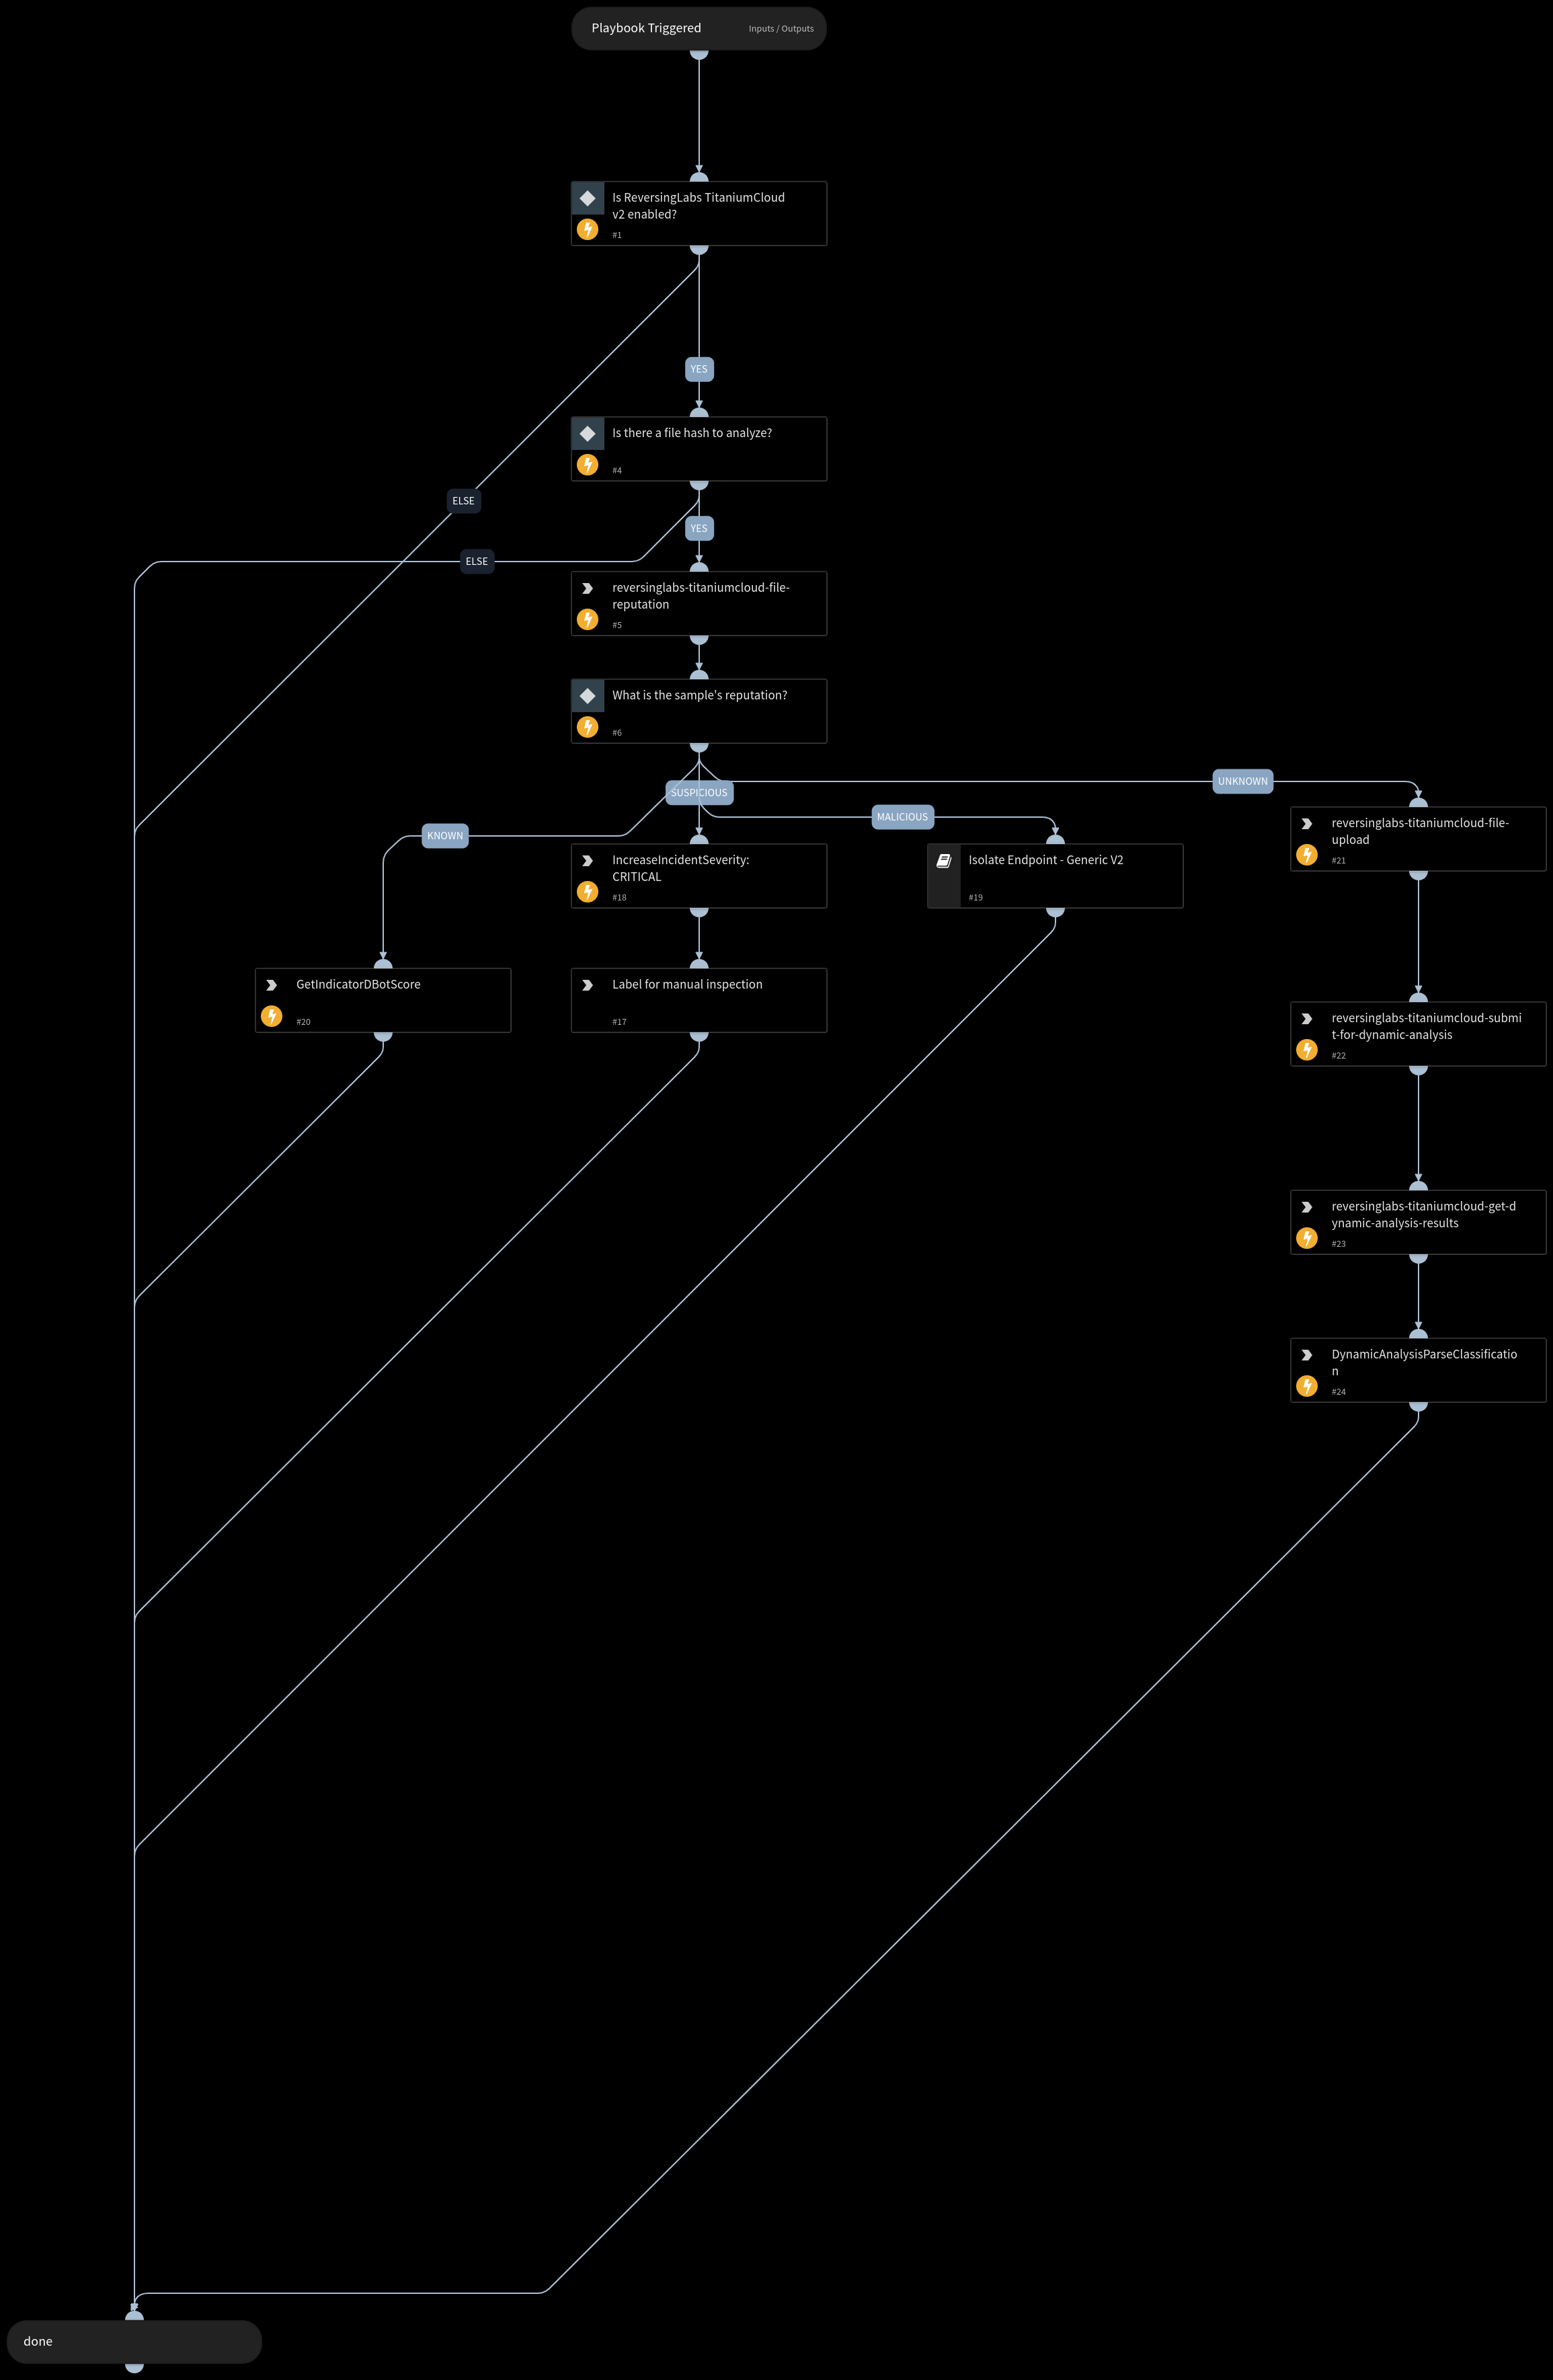 Playbook Triggered
Inputs / Outputs
Is ReversingLabs TitaniumCloud
v2 enabled?
#1
YES
Is there a file hash to analyze?
#4
ELSE
YES
ELSE
reversinglabs-titaniumcloud-file-
reputation
#5
What is the sample's reputation?
#6
UNKNOWN
SUSPICIOUS
MALICIOUS
KNOWN
reversinglabs-titaniumcloud-file-
upload
#21
IncreaseIncidentSeverity:
CRITICAL
#18
Isolate Endpoint - Generic V2
#19
GetIndicatorDBotScore
#20
Label for manual inspection
#17
reversinglabs-titaniumcloud-submi
t-for-dynamic-analysis
#22
reversinglabs-titaniumcloud-get-d
ynamic-analysis-results
#23
DynamicAnalysisParseClassificatio
n
#24
done